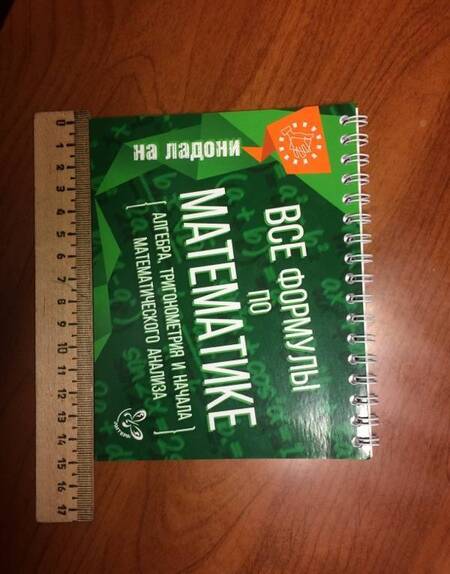 на ладони
ВСЕ ФОРМУЛЫ
ПО
МАТЕМАТИКЕ
{ АЛГЕБРА, ТРИГОНОМЕТРИЯ И НАЧАЛА
МАТЕМАТИЧЕСКОГО АНАЛИЗА }
ЛИТЕРА
0 1 2 3 4 5 6 7 8 9 10 11 12 13 14 15 16 17